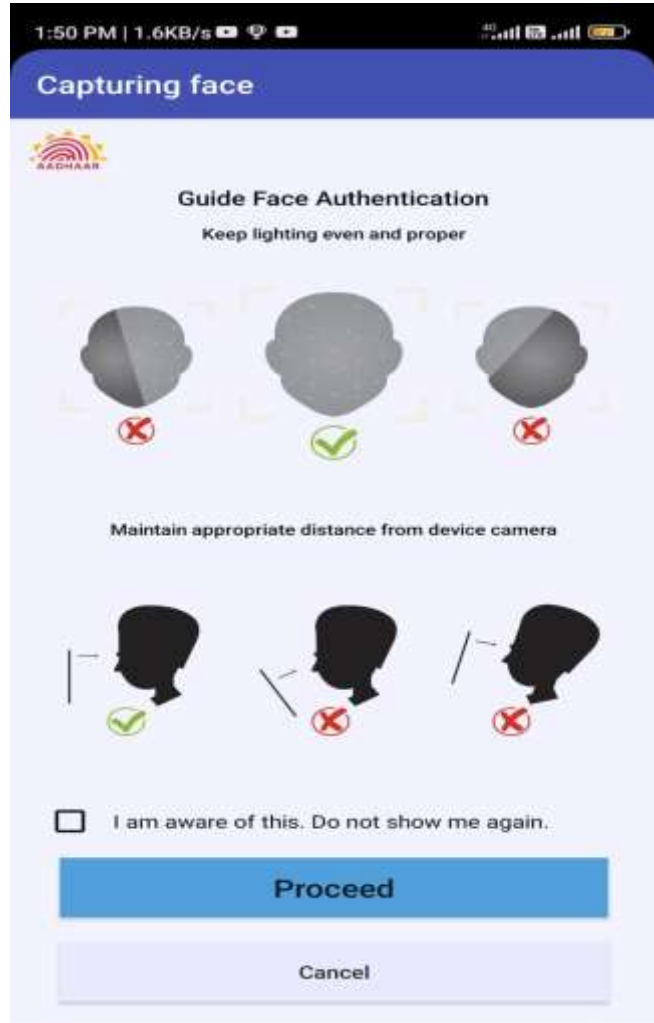 1:50 PM | 1.6KB/s
Capturing face
AADHAAR
Guide Face Authentication
Keep lighting even and proper
Maintain appropriate distance from device camera
I am aware of this. Do not show me again.
Proceed
Cancel